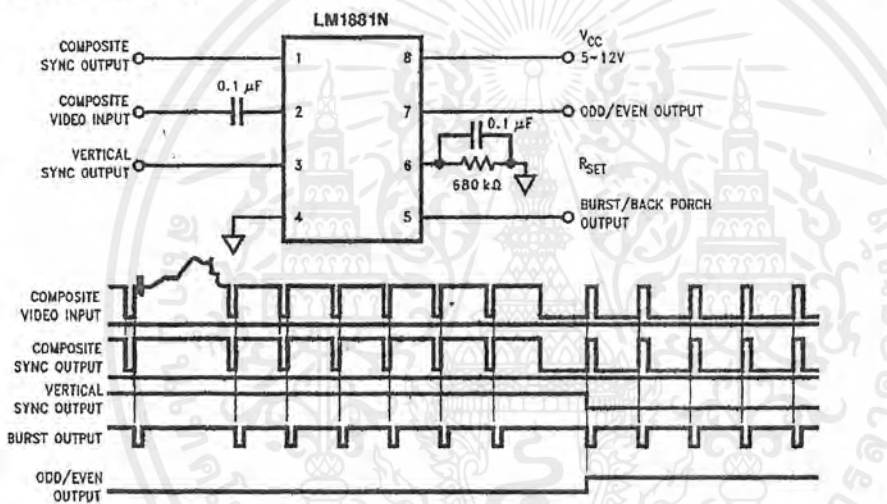 LM1881N
COMPOSITE
SYNC OUTPUT
1
8
VCC
5~12V
COMPOSITE
VIDEO INPUT
0.1 μF
2
7
ODD/EVEN OUTPUT
VERTICAL
SYNC OUTPUT
3
6
0.1 μF
680 kΩ
RSET
4
5
BURST/BACK PORCH
OUTPUT
COMPOSITE
VIDEO INPUT
COMPOSITE
SYNC OUTPUT
VERTICAL
SYNC OUTPUT
BURST OUTPUT
ODD/EVEN
OUTPUT